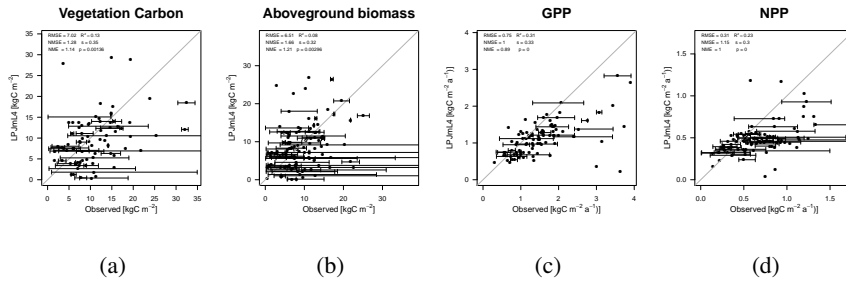 Vegetation Carbon
RMSE = 7.02 R² = 0.13
NMSE = 1.28 s = 0.35
NME = 1.14 p = 0.00136
LPJmL4 [kgC m⁻²]
0 5 10 15 20 25 30 35
0 5 10 15 20 25 30 35
Observed [kgC m⁻²]
(a)
Aboveground biomass
RMSE = 6.51 R² = 0.08
NMSE = 1.66 s = 0.32
NME = 1.21 p = 0.00286
LPJmL4 [kgC m⁻²]
0 10 20 30
0 10 20 30
Observed [kgC m⁻²]
(b)
GPP
RMSE = 0.75 R² = 0.31
NMSE = 1 s = 0.33
NME = 0.89 p = 0
LPJmL4 [kgC m⁻² a⁻¹)]
0 1 2 3 4
0 1 2 3 4
Observed [kgC m⁻² a⁻¹)]
(c)
NPP
RMSE = 0.31 R² = 0.23
NMSE = 1.15 s = 0.3
NME = 1 p = 0
LPJmL4 [kgC m⁻² a⁻¹)]
0.0 0.5 1.0 1.5
0.0 0.5 1.0 1.5
Observed [kgC m⁻² a⁻¹)]
(d)